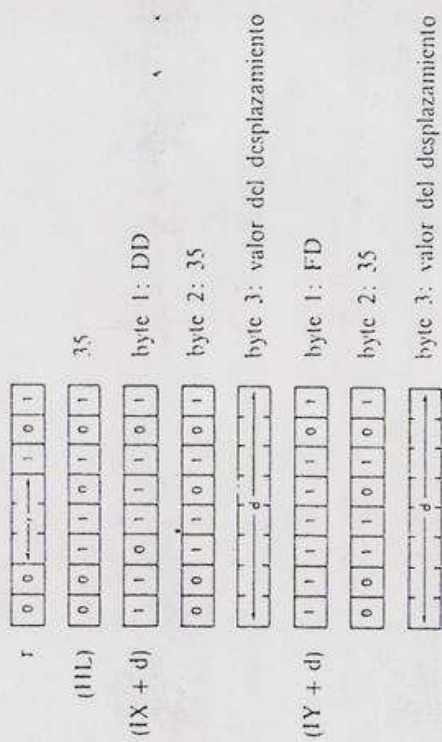 r 0 0 r 1 0 1
(HL) 0 0 1 1 0 1 0 1 35
(IX + d) 1 1 0 1 1 1 0 1 byte 1: DD
0 0 1 1 0 1 0 1 byte 2: 35
d byte 3: valor del desplazamiento
(IY + d) 1 1 1 1 1 1 0 1 byte 1: FD
0 0 1 1 0 1 0 1 byte 2: 35
d byte 3: valor del desplazamiento